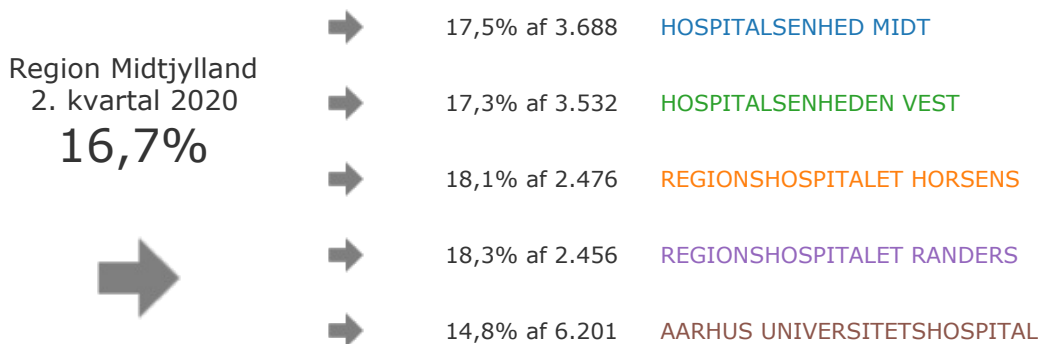 Region Midtjylland
2. kvartal 2020
16,7%
17,5% af 3.688 HOSPITALSENHED MIDT
17,3% af 3.532 HOSPITALSENHEDEN VEST
18,1% af 2.476 REGIONSHOSPITALET HORSENS
18,3% af 2.456 REGIONSHOSPITALET RANDERS
14,8% af 6.201 AARHUS UNIVERSITETSHOSPITAL